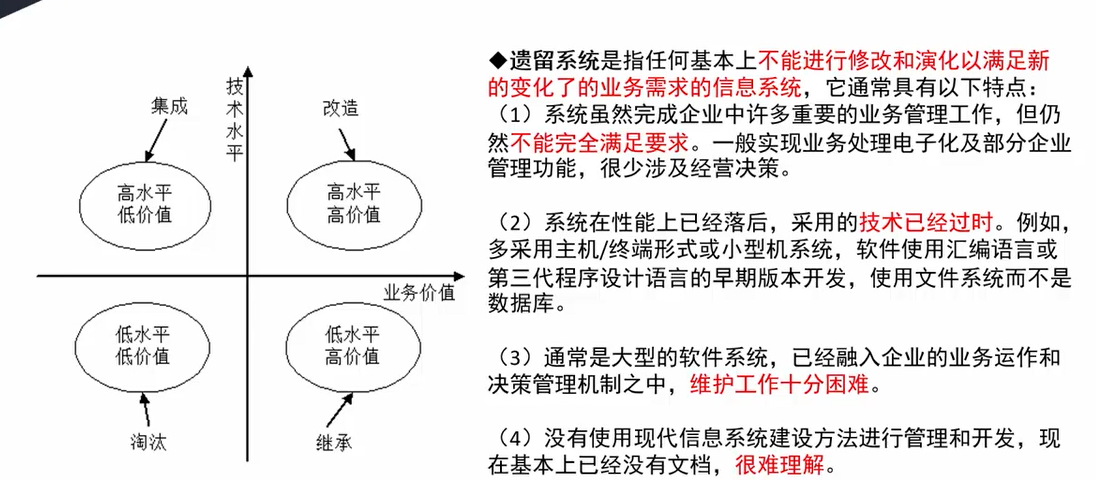 技术水平
集成
改造
高水平
低价值
高水平
高价值
业务价值
低水平
低价值
低水平
高价值
淘汰
继承
◆遗留系统是指任何基本上不能进行修改和演化以满足新
的变化了的业务需求的信息系统，它通常具有以下特点：
（1）系统虽然完成企业中许多重要的业务管理工作，但仍
然不能完全满足要求。一般实现业务处理电子化及部分企业
管理功能，很少涉及经营决策。
（2）系统在性能上已经落后，采用的技术已经过时。例如，
多采用主机/终端形式或小型机系统，软件使用汇编语言或
第三代程序设计语言的早期版本开发，使用文件系统而不是
数据库。
（3）通常是大型的软件系统，已经融入企业的业务运作和
决策管理机制之中，维护工作十分困难。
（4）没有使用现代信息系统建设方法进行管理和开发，现
在基本上已经没有文档，很难理解。